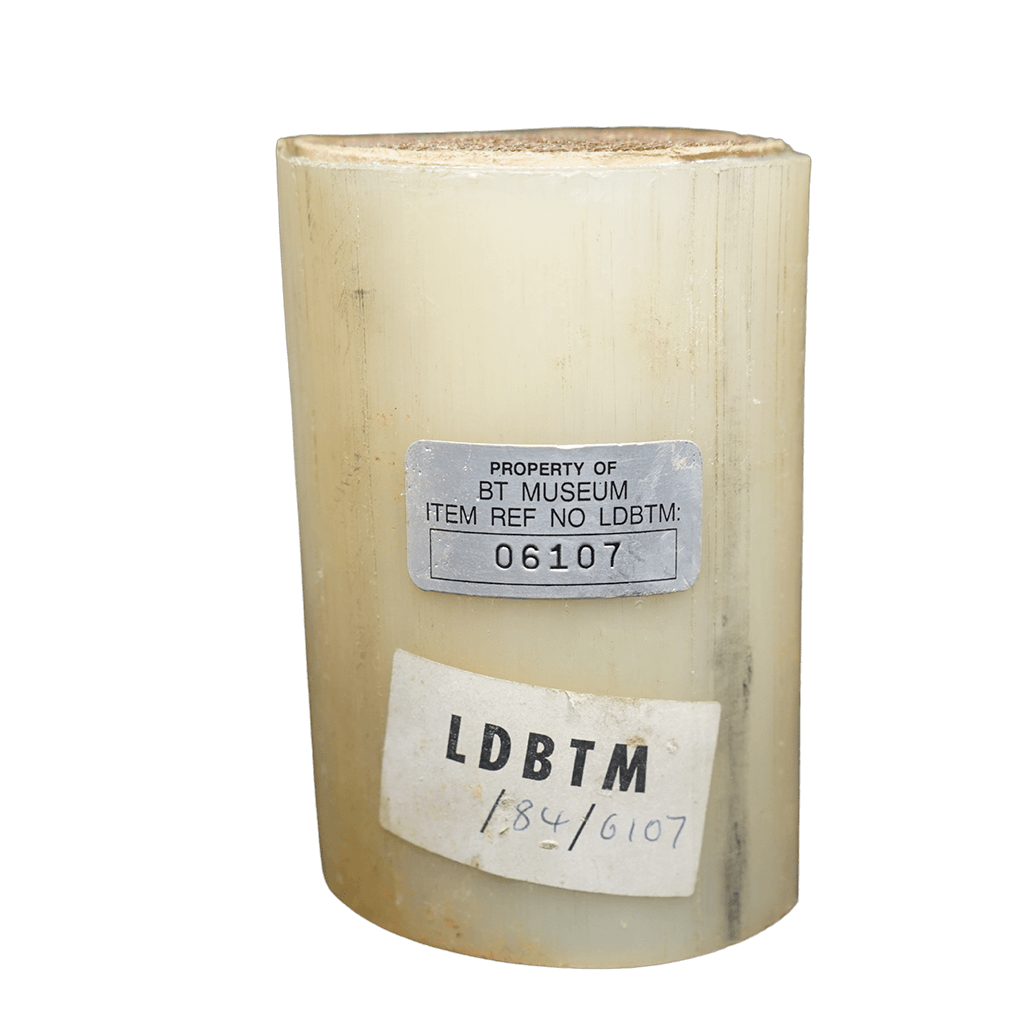 PROPERTY OF
BT MUSEUM
ITEM REF NO LDBTM:
06107
LDBTM
/84/6107